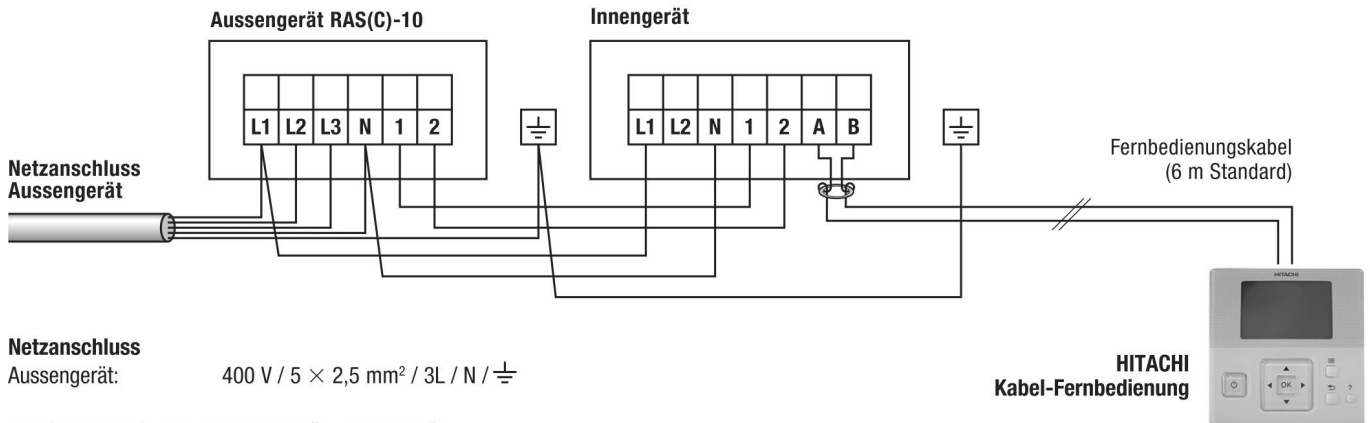 Aussengerät RAS(C)-10
Innengerät
L1 L2 L3 N 1 2
L1 L2 N 1 2 A B
Netzanschluss
Aussengerät
Fernbedienungskabel
(6 m Standard)
HITACHI
OK
?
Netzanschluss
Aussengerät: 400 V / 5 × 2,5 mm² / 3L / N / ⏚
HITACHI
Kabel-Fernbedienung